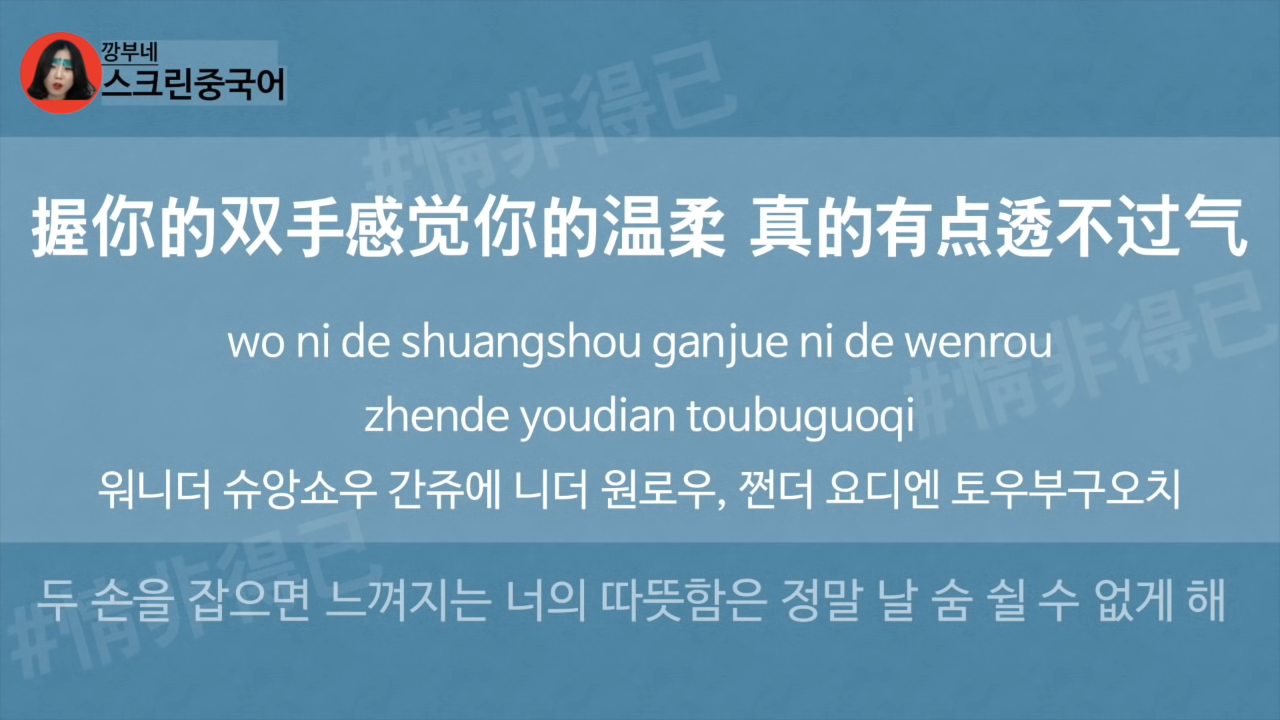 깡부네
스크린중국어
#情非得已
握你的双手感觉你的温柔 真的有点透不过气
#情非得已
wo ni de shuangshou ganjue ni de wenrou
zhende youdian toubuguoqi
워니더 슈앙쇼우 간쥬에 니더 원로우, 쩐더 요디엔 토우부구오치
#情非得已
두 손을 잡으면 느껴지는 너의 따뜻함은 정말 날 숨 쉴 수 없게 해